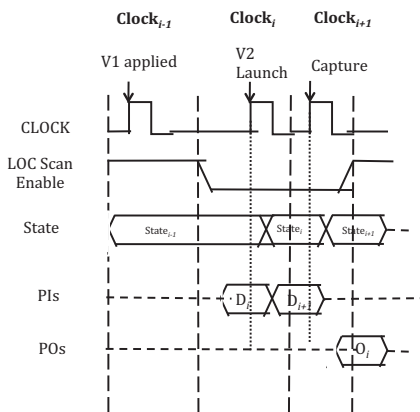 Clock_{i-1} Clock_i Clock_{i+1}
V1 applied V2 Launch Capture
CLOCK
LOC Scan Enable
State State_{i-1} State_i State_{i+1}
PIs D_i D_{i+1}
POs O_i